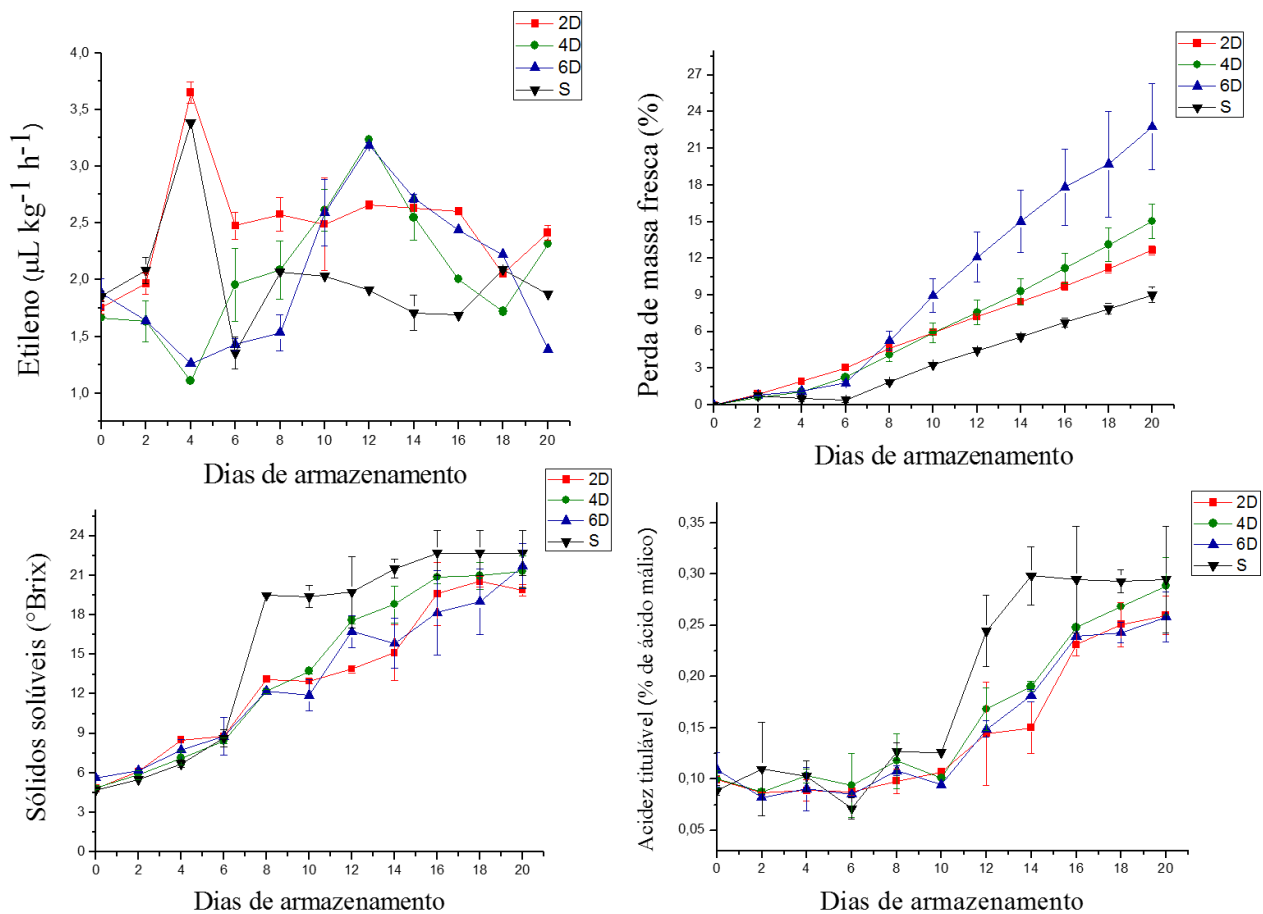 2D
4D
6D
S
4,0
3,5
3,0
2,5
2,0
1,5
1,0
Etileno (µL kg⁻¹ h⁻¹)
0 2 4 6 8 10 12 14 16 18 20
Dias de armazenamento
2D
4D
6D
S
27
24
21
18
15
12
9
6
3
0
Perda de massa fresca (%)
0 2 4 6 8 10 12 14 16 18 20
Dias de armazenamento
2D
4D
6D
S
24
21
18
15
12
9
6
3
0
Sólidos solúveis (°Brix)
0 2 4 6 8 10 12 14 16 18 20
Dias de armazenamento
2D
4D
6D
S
0,35
0,30
0,25
0,20
0,15
0,10
0,05
Acidez titulável (% de ácido málico)
0 2 4 6 8 10 12 14 16 18 20
Dias de armazenamento